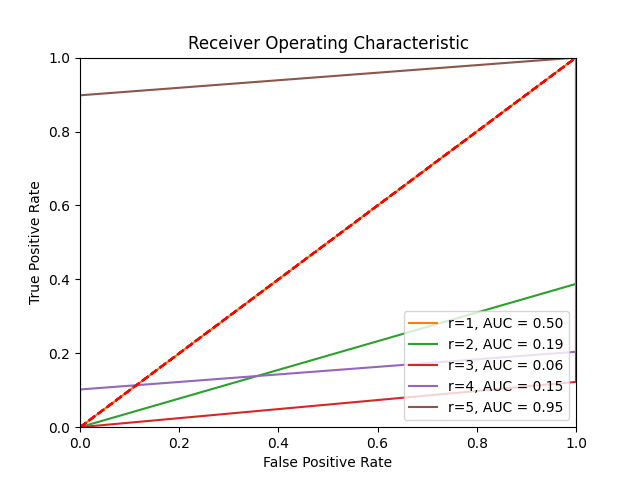 Receiver Operating Characteristic
True Positive Rate
1.0
0.8
0.6
0.4
0.2
0.0
r=1, AUC = 0.50
r=2, AUC = 0.19
r=3, AUC = 0.06
r=4, AUC = 0.15
r=5, AUC = 0.95
0.0 0.2 0.4 0.6 0.8 1.0
False Positive Rate